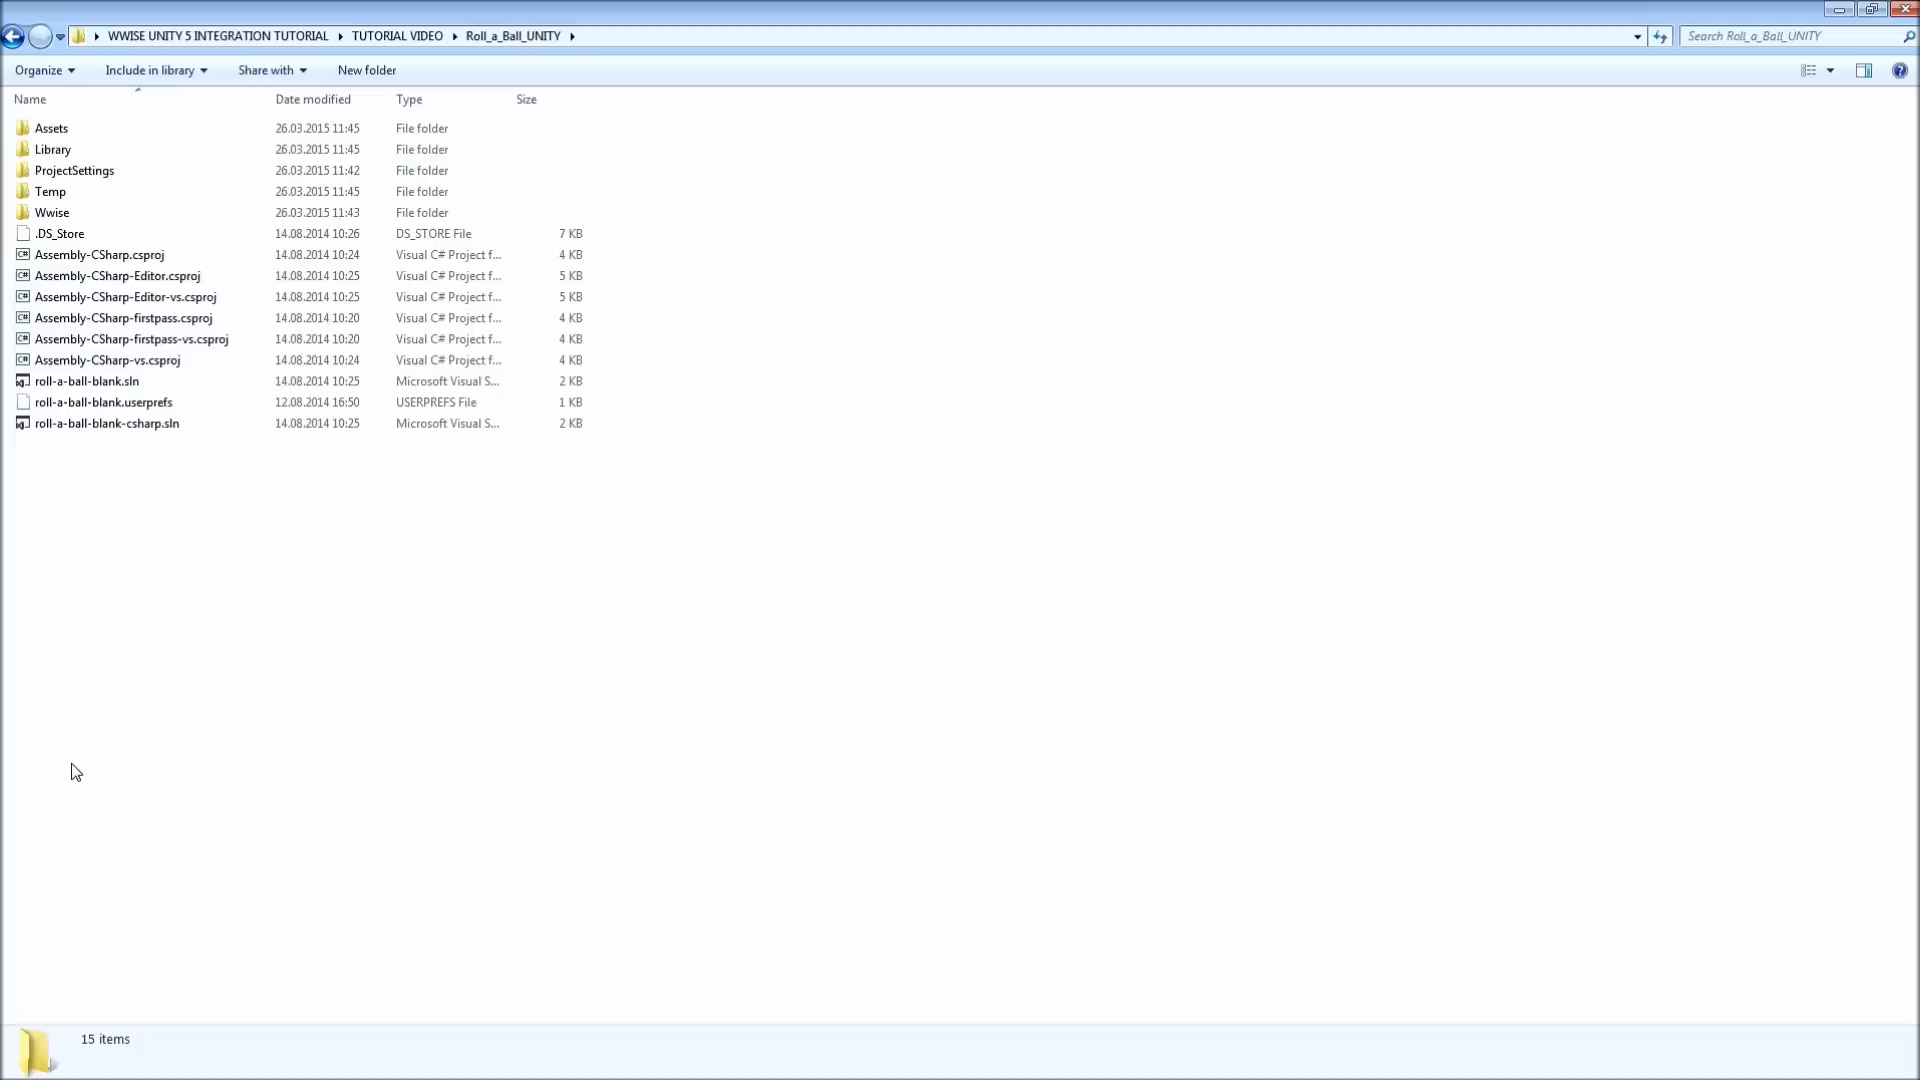 WWISE UNITY 5 INTEGRATION TUTORIAL TUTORIAL VIDEO Roll_a_Ball_UNITY Search Roll_a_Ball_UNITY
Organize Include in library Share with New folder
Name Date modified Type Size
Assets 26.03.2015 11:45 File folder
Library 26.03.2015 11:45 File folder
ProjectSettings 26.03.2015 11:42 File folder
Temp 26.03.2015 11:45 File folder
Wwise 26.03.2015 11:43 File folder
.DS_Store 14.08.2014 10:26 DS_STORE File 7 KB
Assembly-CSharp.csproj 14.08.2014 10:24 Visual C# Project f... 4 KB
Assembly-CSharp-Editor.csproj 14.08.2014 10:25 Visual C# Project f... 5 KB
Assembly-CSharp-Editor-vs.csproj 14.08.2014 10:25 Visual C# Project f... 5 KB
Assembly-CSharp-firstpass.csproj 14.08.2014 10:20 Visual C# Project f... 4 KB
Assembly-CSharp-firstpass-vs.csproj 14.08.2014 10:20 Visual C# Project f... 4 KB
Assembly-CSharp-vs.csproj 14.08.2014 10:24 Visual C# Project f... 4 KB
roll-a-ball-blank.sln 14.08.2014 10:25 Microsoft Visual S... 2 KB
roll-a-ball-blank.userprefs 12.08.2014 16:50 USERPREFS File 1 KB
roll-a-ball-blank-csharp.sln 14.08.2014 10:25 Microsoft Visual S... 2 KB
15 items